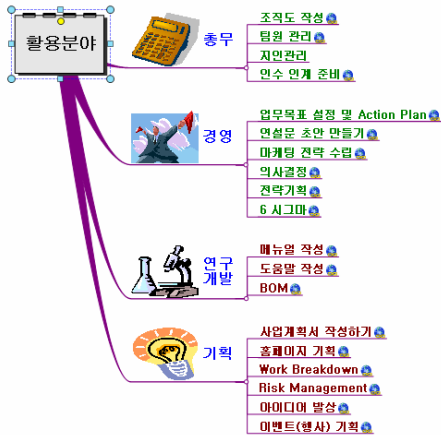 활용분야
총무
조직도 작성
팀원 관리
지인관리
인수 인계 준비
경영
업무목표 설정 및 Action Plan
연설문 초안 만들기
마케팅 전략 수립
의사결정
전략기획
6 시그마
연구
개발
메뉴얼 작성
도움말 작성
BOM
기획
사업계획서 작성하기
홈페이지 기획
Work Breakdown
Risk Management
아이디어 발상
이벤트(행사) 기획